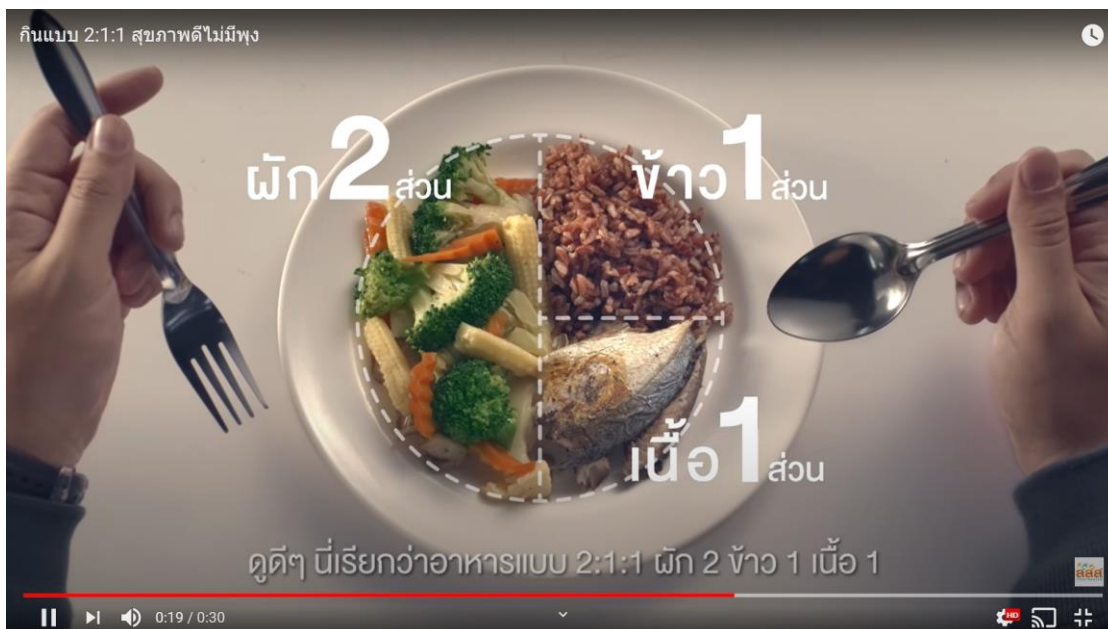 กินแบบ 2:1:1 สุขภาพดีไม่มีพุง
ผัก 2 ส่วน
ข้าว 1 ส่วน
เนื้อ 1 ส่วน
ดูดีๆ นี่เรียกว่าอาหารแบบ 2:1:1 ผัก 2 ข้าว 1 เนื้อ 1
สสส
0:19 / 0:30
HD